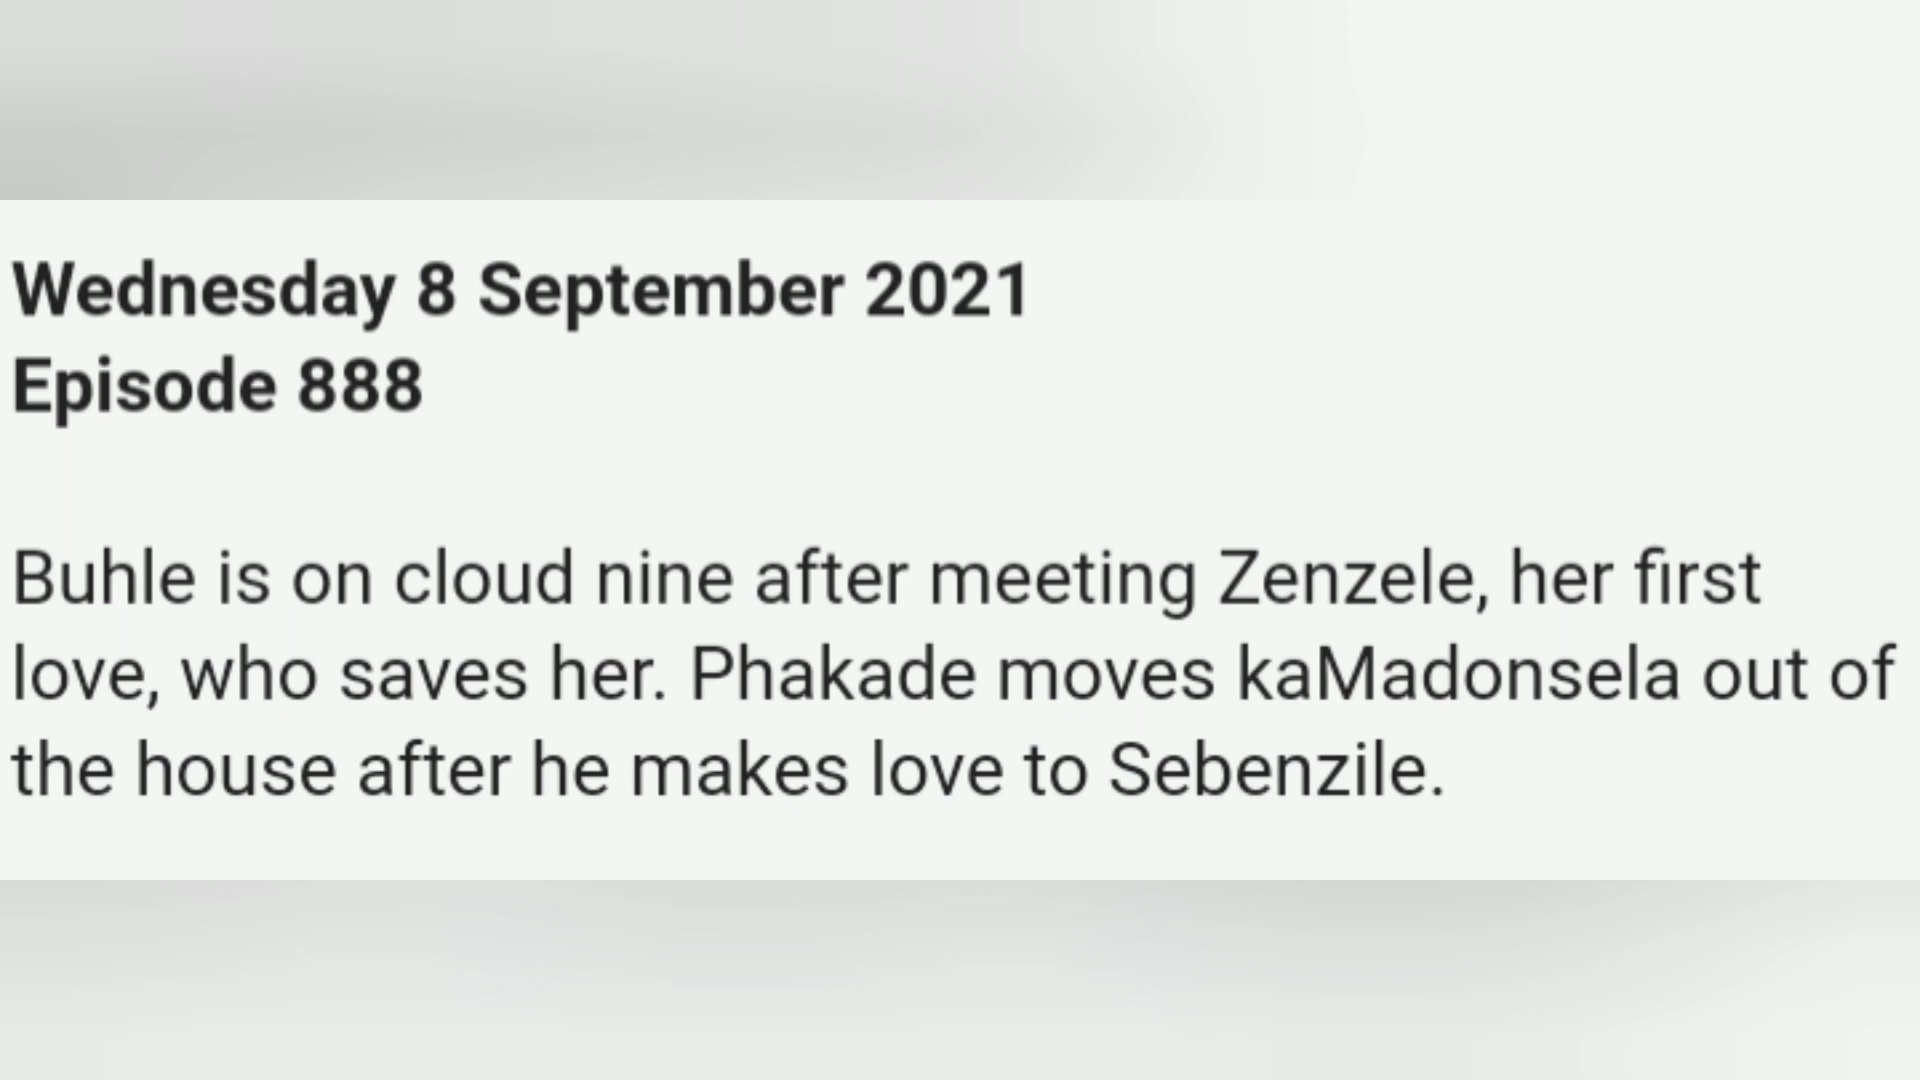 Wednesday 8 September 2021
Episode 888
Buhle is on cloud nine after meeting Zenzele, her first
love, who saves her. Phakade moves kaMadonsela out of
the house after he makes love to Sebenzile.